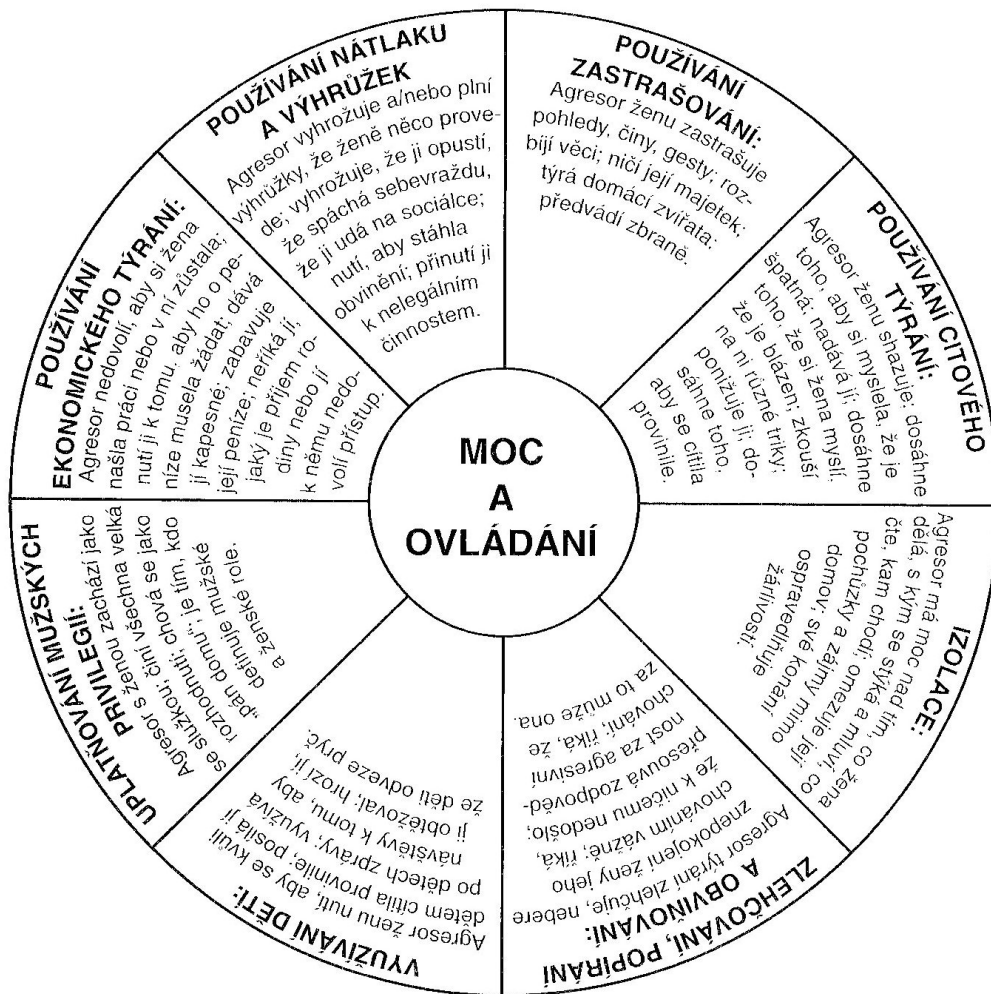 MOC
A
OVLÁDÁNÍ
POUŽÍVÁNÍ NÁTLAKU
A VÝHRŮŽEK
Agresor vyhrožuje a/nebo plní
výhrůžky, že ženě něco prove-
de; vyhrožuje, že ji opustí,
že spáchá sebevraždu,
že ji udá na sociálce;
nutí, aby stáhla
obvinění; přinutí ji
k nelegálním
činnostem.
POUŽÍVÁNÍ
ZASTRAŠOVÁNÍ:
Agresor ženu zastrašuje
pohledy, činy, gesty; roz-
bíjí věci; ničí její majetek;
týrá domácí zvířata;
předvádí zbraně.
POUŽÍVÁNÍ CITOVÉHO
TÝRÁNÍ:
Agresor ženu shazuje; dosáhne
toho, aby si myslela, že je
špatná; nadává jí; dosáhne
toho, že si žena myslí,
že je blázen; zkouší
na ni různé triky;
ponižuje ji; do-
sáhne toho,
aby se cítila
provinile.
IZOLACE:
Agresor má moc nad tím, co žena
dělá, s kým se stýká a mluví, co
čte, kam chodí; omezuje její
pochůzky a zájmy mimo
domov; své konání
ospravedlňuje
žárlivostí.
ZLEHČOVÁNÍ, POPÍRÁNÍ
A OBVIŇOVÁNÍ:
Agresor týrání zlehčuje, nebere
znepokojení ženy jeho
chováním vážně; říká,
že k ničemu nedošlo;
přesouvá zodpověd-
nost za agresivní
chování; říká, že
za to může ona.
VYUŽÍVÁNÍ DĚTÍ:
Agresor ženu nutí, aby se kvůli
dětem cítila provinile; posílá jí
po dětech zprávy; využívá
návštěvy k tomu, aby
ji obtěžoval; hrozí jí,
že děti odveze pryč.
UPLATŇOVÁNÍ MUŽSKÝCH
PRIVILEGIÍ:
Agresor s ženou zachází jako
se služkou; činí všechna velká
rozhodnutí; chová se jako
„pan domu"; je tím, kdo
definuje mužské
a ženské role.
POUŽÍVÁNÍ
EKONOMICKÉHO TÝRÁNÍ:
Agresor nedovolí, aby si žena
našla práci nebo v ní zůstala;
nutí ji k tomu, aby ho o pe-
níze musela žádat; dává
jí kapesné; zabavuje
její peníze; neříká jí,
jaký je příjem ro-
diny nebo jí
k němu nedo-
volí přístup.